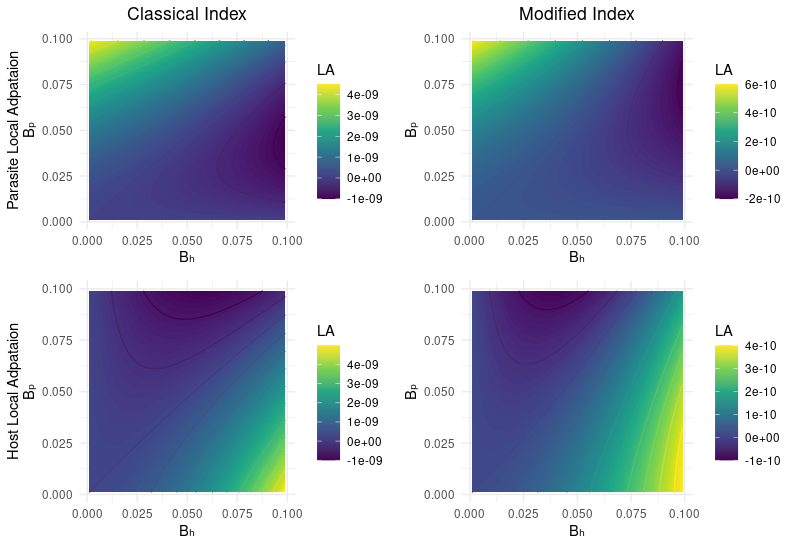 Classical Index
Modified Index
Parasite Local Adpataion
Bₚ
0.100
0.075
0.050
0.025
0.000
0.000 0.025 0.050 0.075 0.100
Bₕ
LA
4e-09
3e-09
2e-09
1e-09
0e+00
-1e-09
Bₚ
0.100
0.075
0.050
0.025
0.000
0.000 0.025 0.050 0.075 0.100
Bₕ
LA
6e-10
4e-10
2e-10
0e+00
-2e-10
Host Local Adpataion
Bₚ
0.100
0.075
0.050
0.025
0.000
0.000 0.025 0.050 0.075 0.100
Bₕ
LA
4e-09
3e-09
2e-09
1e-09
0e+00
-1e-09
Bₚ
0.100
0.075
0.050
0.025
0.000
0.000 0.025 0.050 0.075 0.100
Bₕ
LA
4e-10
3e-10
2e-10
1e-10
0e+00
-1e-10